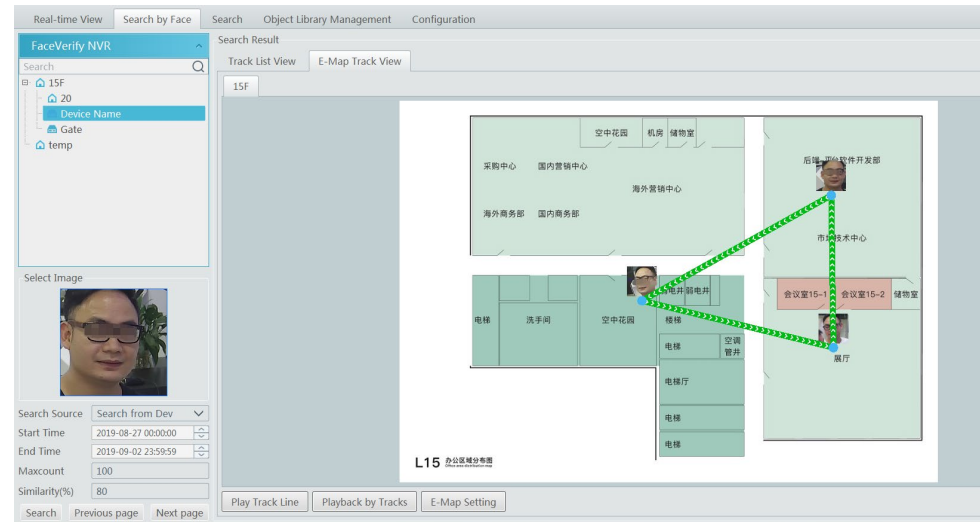 Real-time View
Search by Face
Search
Object Library Management
Configuration
FaceVerify NVR
Search
15F
20
Device Name
Gate
temp
Select Image
Search Source
Search from Dev
Start Time
2019-08-27 00:00:00
End Time
2019-09-02 23:59:59
Maxcount
100
Similarity(%)
80
Search
Previous page
Next page
Search Result
Track List View
E-Map Track View
15F
空中花园
机房
储物室
采购中心
国内营销中心
海外营销中心
海外商务部
国内商务部
软件开发部
技术中心
会议室15-1
会议室15-2
储物室
展厅
电井
弱电井
电梯
洗手间
空中花园
楼梯
电梯
空调
管井
电梯厅
电梯
电梯
L15
办公区域分布图
Office area distribution map
Play Track Line
Playback by Tracks
E-Map Setting